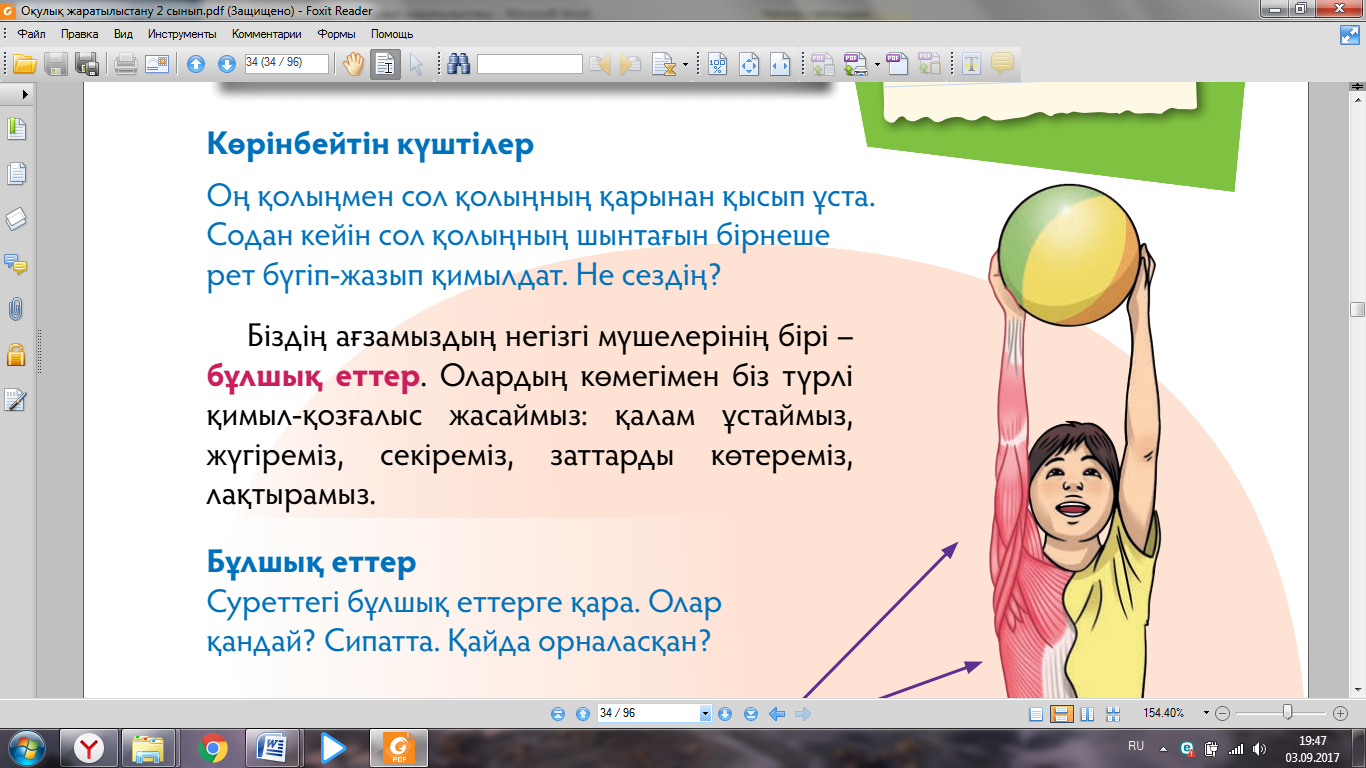 Оқулық жаратылыстану 2 сынып.pdf (Защищено) - Foxit Reader
Файл Правка Вид Инструменты Комментарии Формы Помощь
34 (34 / 96)
Көрінбейтін күштілер
Оң қолыңмен сол қолыңның қарынан қысып ұста.
Содан кейін сол қолыңның шынтағын бірнеше
рет бүгіп-жазып қимылдат. Не сездің?
Біздің ағзамыздың негізгі мүшелерінің бірі –
бұлшық еттер. Олардың көмегімен біз түрлі
қимыл-қозғалыс жасаймыз: қалам ұстаймыз,
жүгіреміз, секіреміз, заттарды көтереміз,
лақтырамыз.
Бұлшық еттер
Суреттегі бұлшық еттерге қара. Олар
қандай? Сипатта. Қайда орналасқан?
34 / 96
154.40%
RU
19:47
03.09.2017